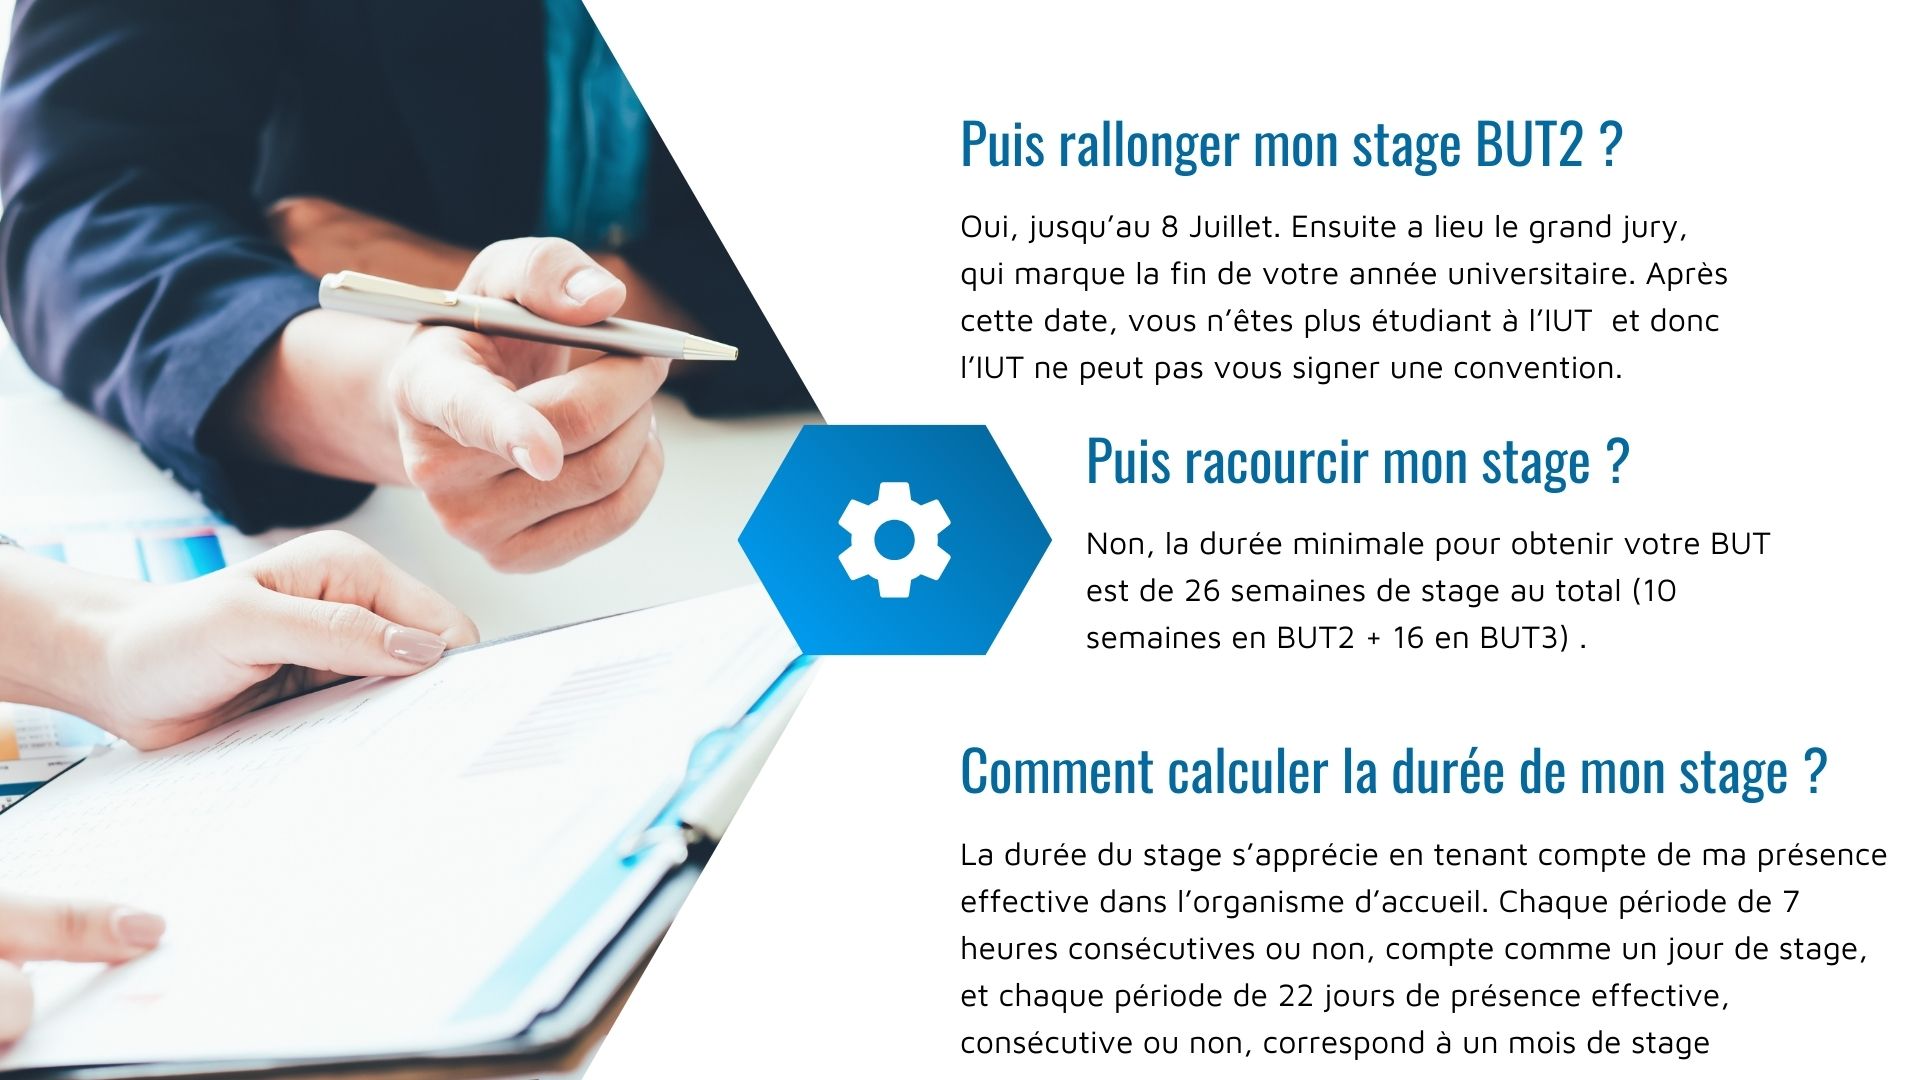 Puis rallonger mon stage BUT2 ?
Oui, jusqu’au 8 Juillet. Ensuite a lieu le grand jury,
qui marque la fin de votre année universitaire. Après
cette date, vous n’êtes plus étudiant à l’IUT  et donc
l’IUT ne peut pas vous signer une convention.
Puis racourcir mon stage ?
Non, la durée minimale pour obtenir votre BUT
est de 26 semaines de stage au total (10
semaines en BUT2 + 16 en BUT3) .
Comment calculer la durée de mon stage ?
La durée du stage s’apprécie en tenant compte de ma présence
effective dans l’organisme d’accueil. Chaque période de 7
heures consécutives ou non, compte comme un jour de stage,
et chaque période de 22 jours de présence effective,
consécutive ou non, correspond à un mois de stage